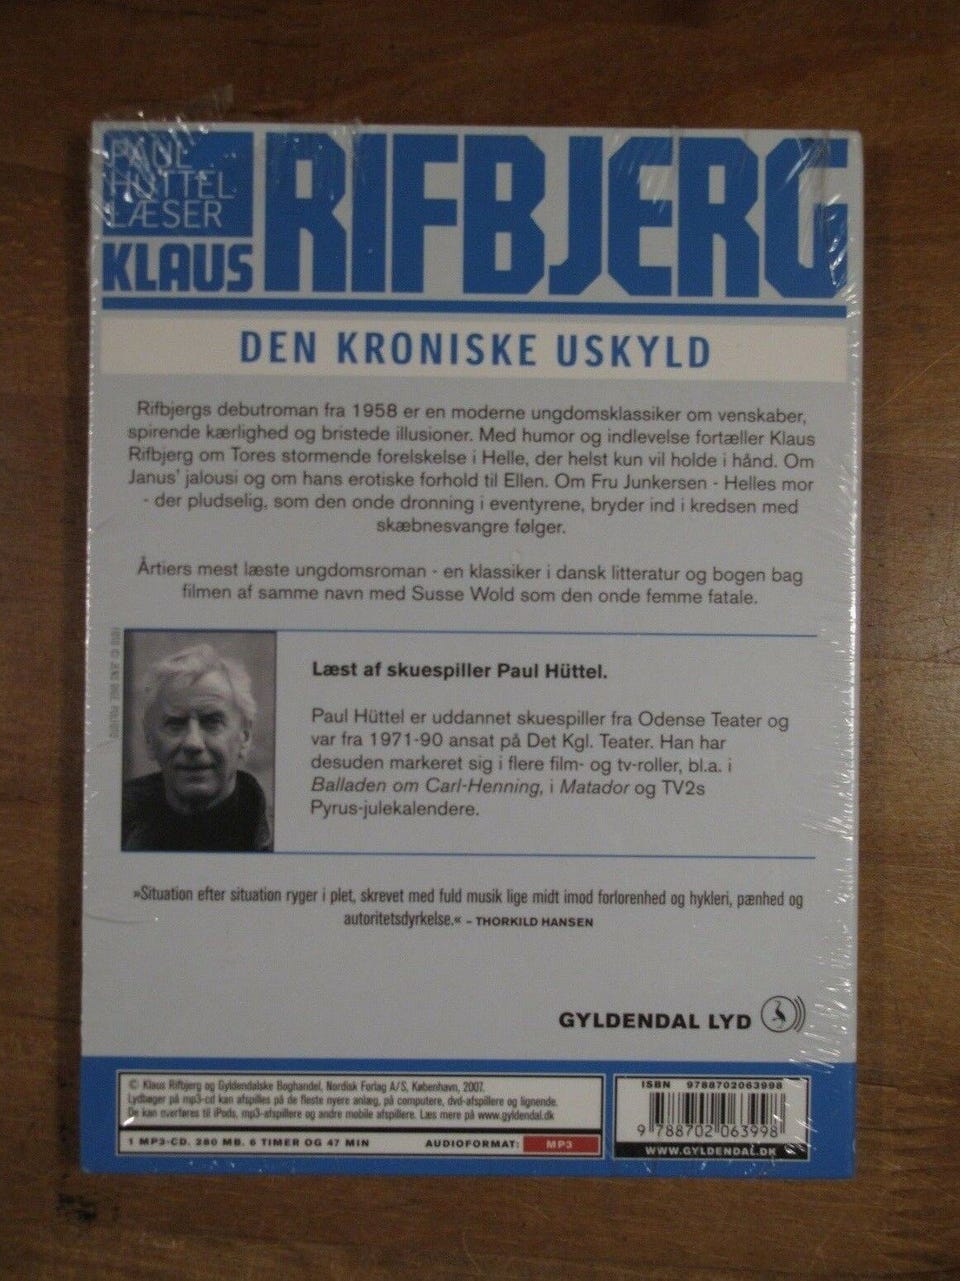 PAUL
HÜTTEL
LÆSER
KLAUS
RIFBJERG
DEN KRONISKE USKYLD
Rifbjergs debutroman fra 1958 er en moderne ungdomsklassiker om venskaber,
spirende kærlighed og bristede illusioner. Med humor og indlevelse fortæller Klaus
Rifbjerg om Tores stormende forelskelse i Helle, der helst kun vil holde i hånd. Om
Janus' jalousi og om hans erotiske forhold til Ellen. Om Fru Junkersen - Helles mor
- der pludselig, som den onde dronning i eventyrene, bryder ind i kredsen med
skæbnesvangre følger.
Årtiers mest læste ungdomsroman - en klassiker i dansk litteratur og bogen bag
filmen af samme navn med Susse Wold som den onde femme fatale.
Læst af skuespiller Paul Hüttel.
Paul Hüttel er uddannet skuespiller fra Odense Teater og
var fra 1971-90 ansat på Det Kgl. Teater. Han har
desuden markeret sig i flere film- og tv-roller, bl.a. i
Balladen om Carl-Henning, i Matador og TV2s
Pyrus-julekalendere.
»Situation efter situation ryger i plet, skrevet med fuld musik lige midt imod forlorenhed og hykleri, pænhed og
autoritetsdyrkelse.« – THORKILD HANSEN
GYLDENDAL LYD
© Klaus Rifbjerg og Gyldendalske Boghandel, Nordisk Forlag A/S, København, 2007.
Lydbøger på mp3-cd kan afspilles på de fleste nyere anlæg, på computere, dvd-afspillere og lignende.
De kan overføres til iPods, mp3-afspillere og andre mobile afspillere. Læs mere på www.gyldendal.dk
1 MP3-CD. 280 MB. 6 TIMER OG 47 MIN
AUDIOFORMAT: MP3
ISBN 9788702063998
9 788702 063998
WWW.GYLDENDAL.DK